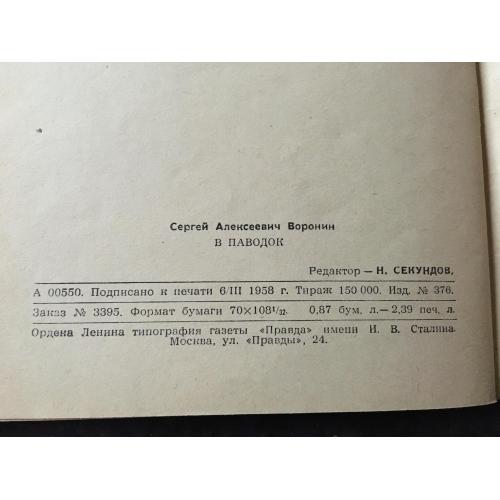 Сергей Алексеевич Воронин
В ПАВОДОК
Редактор — Н. СЕКУНДОВ.
А 00550. Подписано к печати 6/III 1958 г. Тираж 150 000. Изд. № 376.
Заказ № 3395. Формат бумаги 70×108¹/₃₂. 0,87 бум. л.— 2,39 печ. л.
Ордена Ленина типография газеты «Правда» имени И. В. Сталина.
Москва, ул. «Правды», 24.